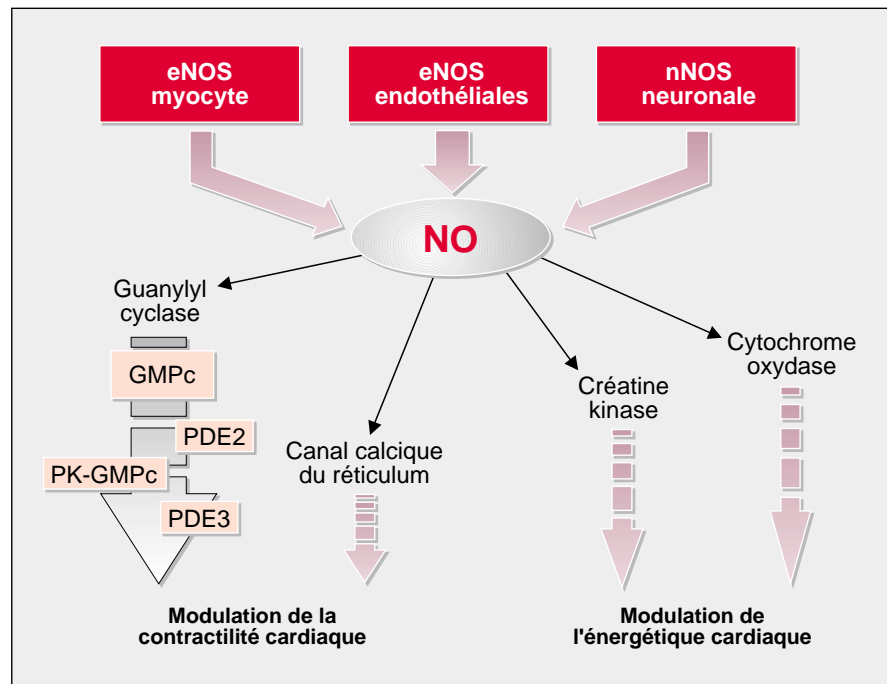 eNOS
myocyte
eNOS
endothéliales
nNOS
neuronale
NO
Guanylyl
cyclase
GMPc
PDE2
PK-GMPc
PDE3
Canal calcique
du réticulum
Créatine
kinase
Cytochrome
oxydase
Modulation de la
contractilité cardiaque
Modulation de
l'énergétique cardiaque